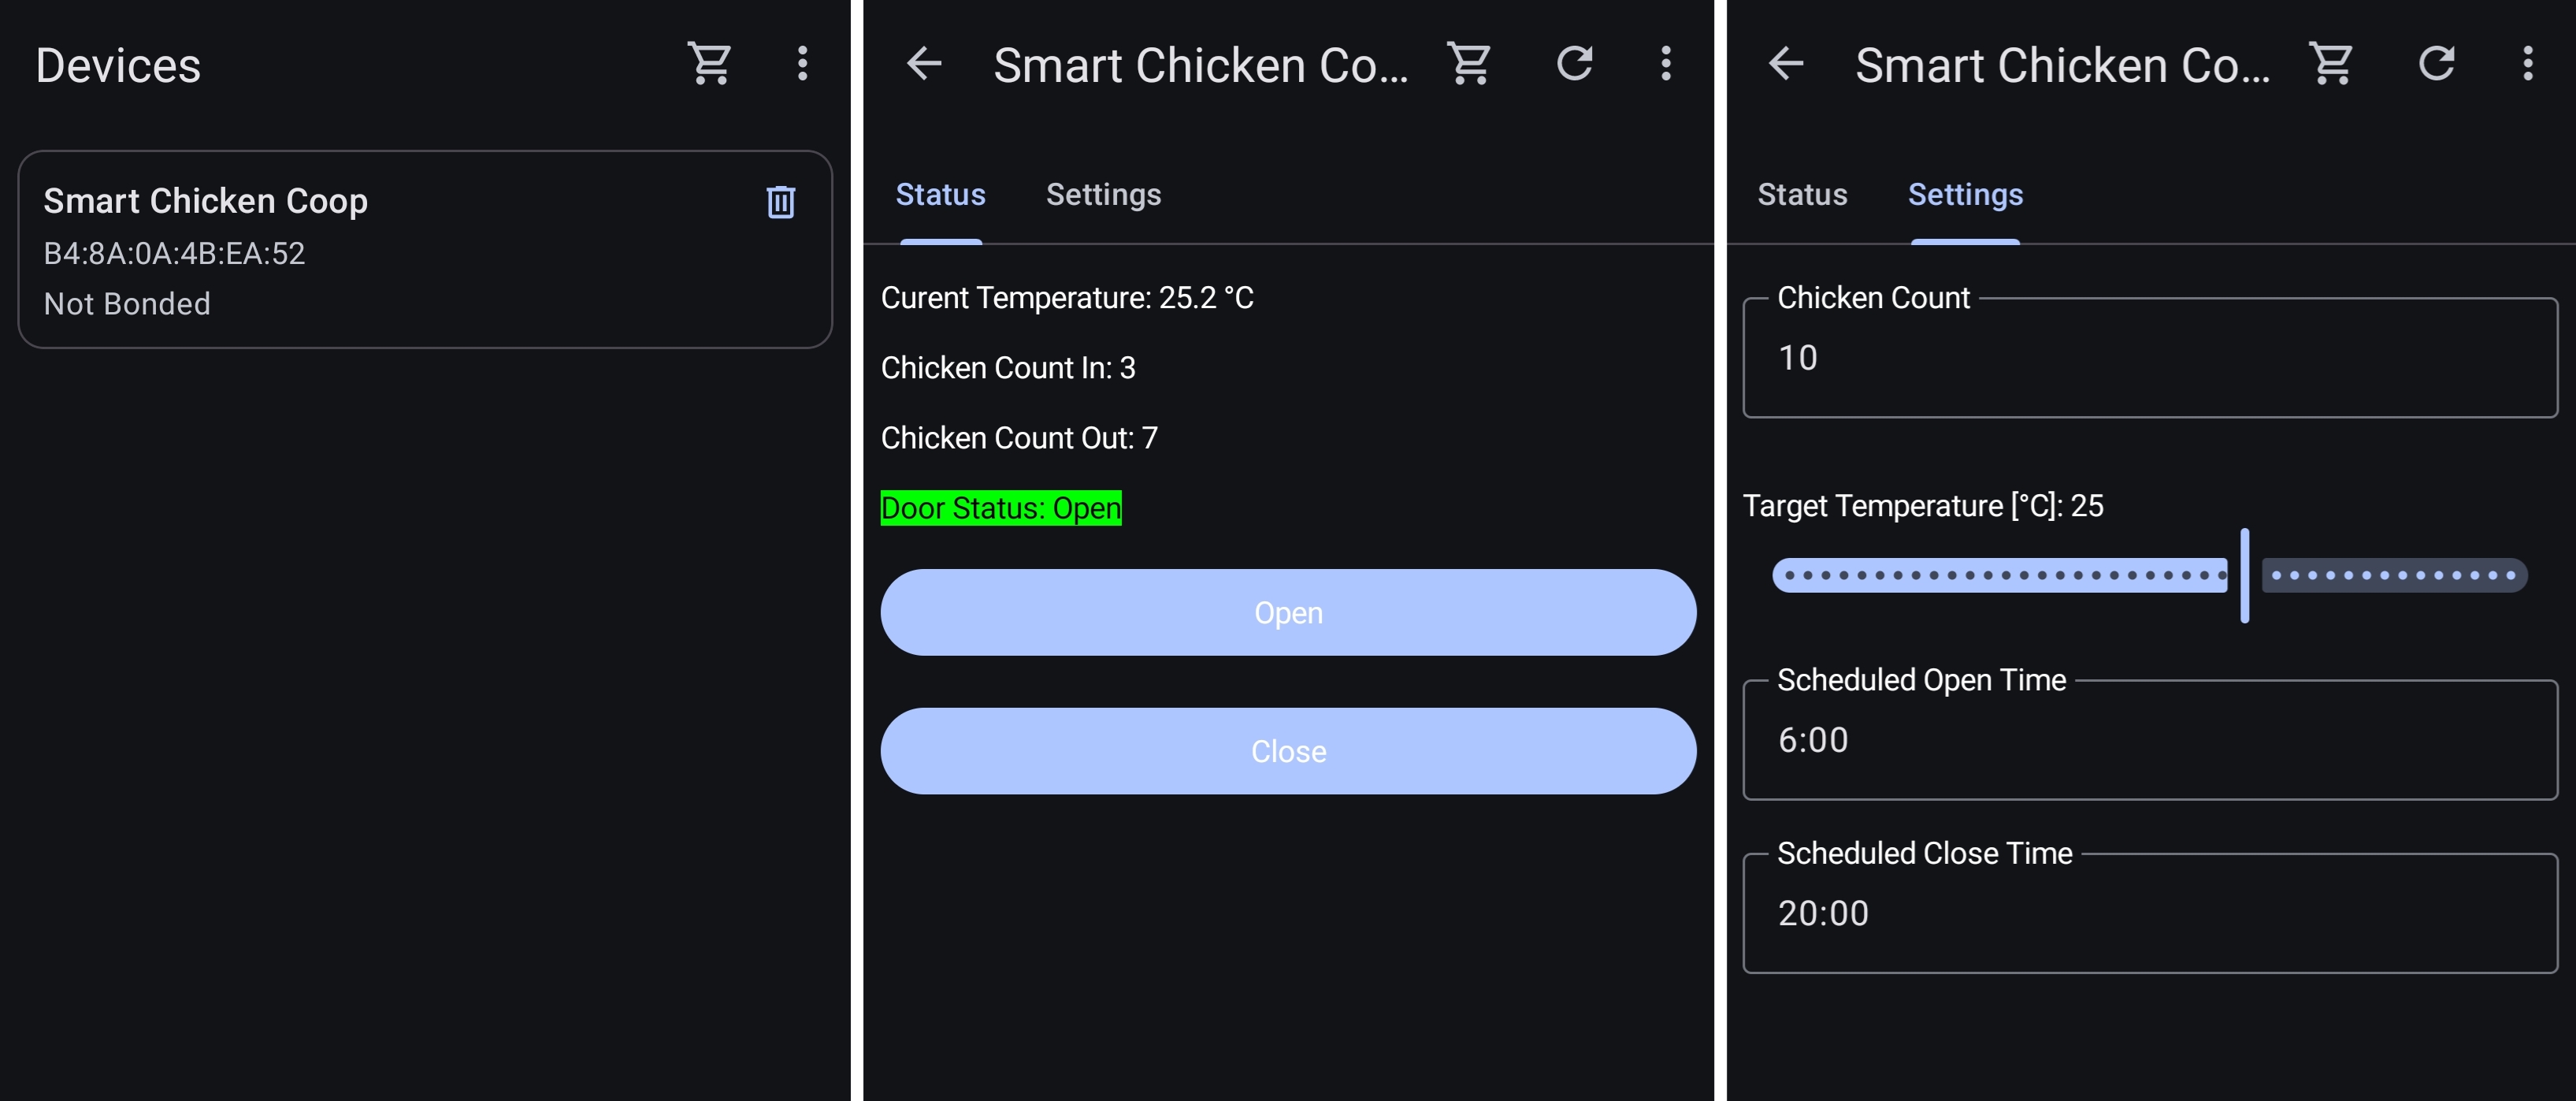 Devices
Smart Chicken Coop
B4:8A:0A:4B:EA:52
Not Bonded
Smart Chicken Co...
Status Settings
Curent Temperature: 25.2 °C
Chicken Count In: 3
Chicken Count Out: 7
Door Status: Open
Open
Close
Smart Chicken Co...
Status Settings
Chicken Count
10
Target Temperature [°C]: 25
Scheduled Open Time
6:00
Scheduled Close Time
20:00